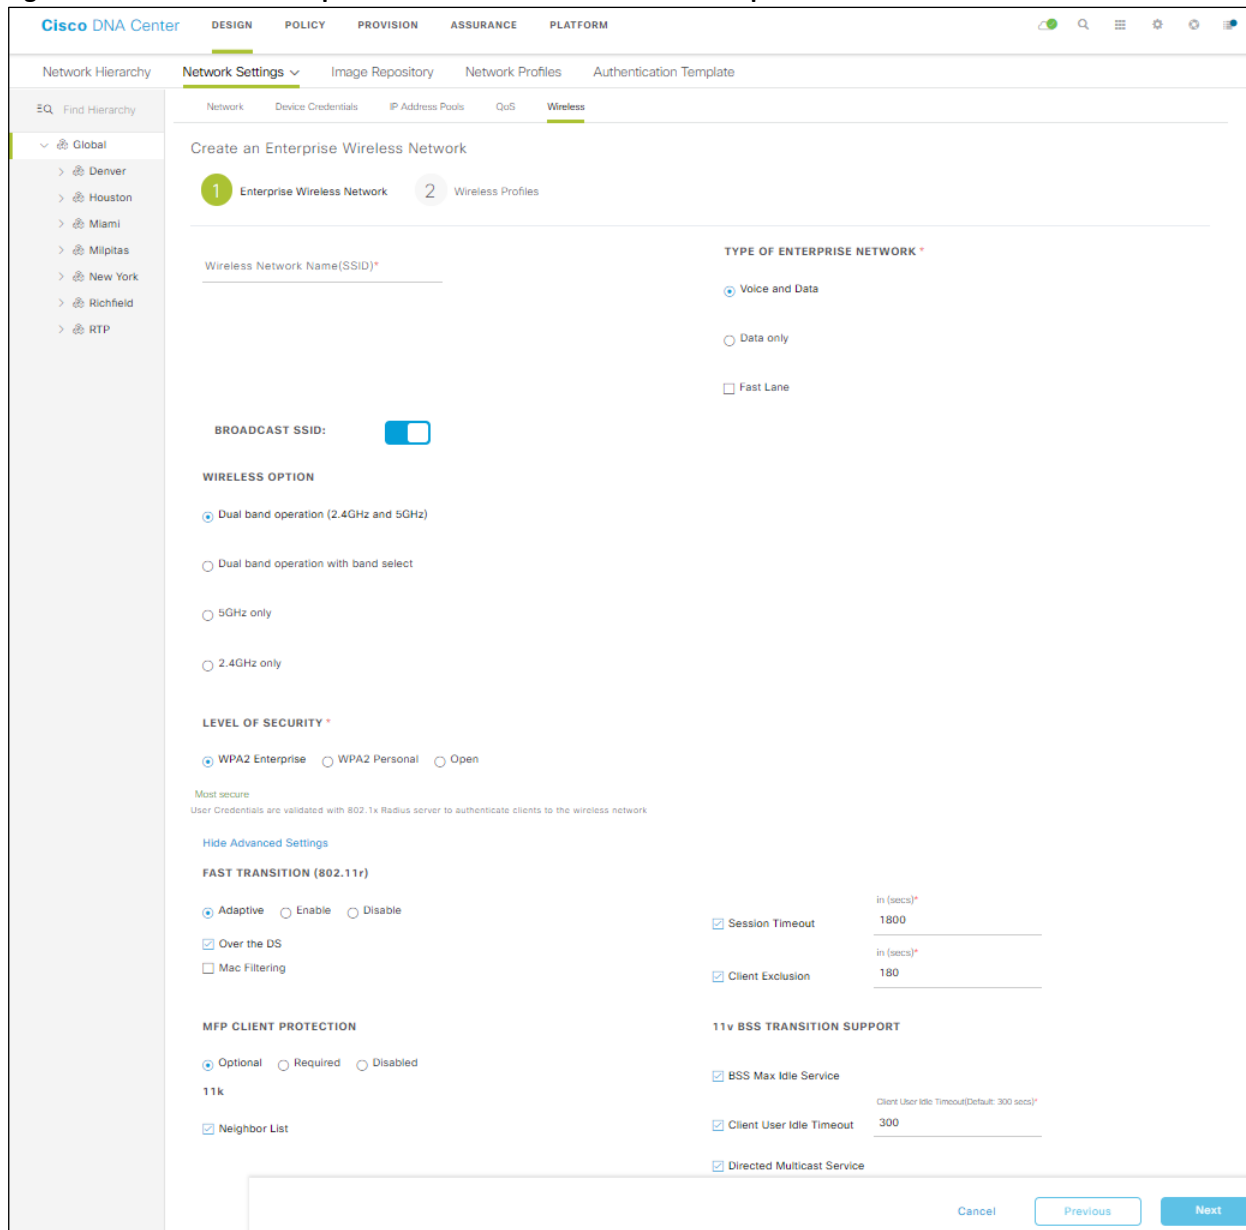 Cisco DNA Center DESIGN POLICY PROVISION ASSURANCE PLATFORM
Network Hierarchy Network Settings Image Repository Network Profiles Authentication Template
Find Hierarchy
Network Device Credentials IP Address Pools QoS Wireless
Global
Denver
Houston
Miami
Milpitas
New York
Richfield
RTP
Create an Enterprise Wireless Network
1 Enterprise Wireless Network 2 Wireless Profiles
Wireless Network Name(SSID)*
TYPE OF ENTERPRISE NETWORK *
Voice and Data
Data only
Fast Lane
BROADCAST SSID:
WIRELESS OPTION
Dual band operation (2.4GHz and 5GHz)
Dual band operation with band select
5GHz only
2.4GHz only
LEVEL OF SECURITY *
WPA2 Enterprise WPA2 Personal Open
Most secure
User Credentials are validated with 802.1x Radius server to authenticate clients to the wireless network
Hide Advanced Settings
FAST TRANSITION (802.11r)
Adaptive Enable Disable
Over the DS
Mac Filtering
in (secs)*
Session Timeout 1800
in (secs)*
Client Exclusion 180
MFP CLIENT PROTECTION
Optional Required Disabled
11k
Neighbor List
11v BSS TRANSITION SUPPORT
BSS Max Idle Service
Client User Idle Timeout(Default: 300 secs)*
Client User Idle Timeout 300
Directed Multicast Service
Cancel Previous Next